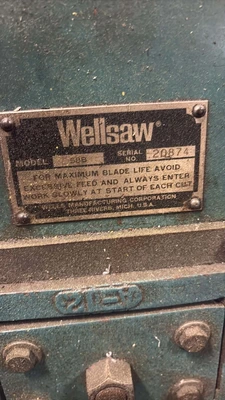 Wellsaw®
MODEL 58B SERIAL NO. 20874
FOR MAXIMUM BLADE LIFE AVOID
EXCESSIVE FEED AND ALWAYS ENTER
WORK SLOWLY AT START OF EACH CUT
WELLS MANUFACTURING CORPORATION
THREE RIVERS, MICH. U.S.A.